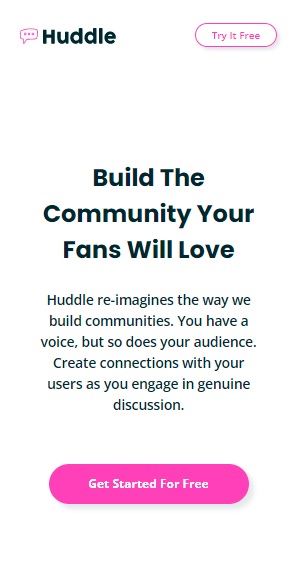 Huddle
Try It Free
Build The
Community Your
Fans Will Love
Huddle re-imagines the way we
build communities. You have a
voice, but so does your audience.
Create connections with your
users as you engage in genuine
discussion.
Get Started For Free